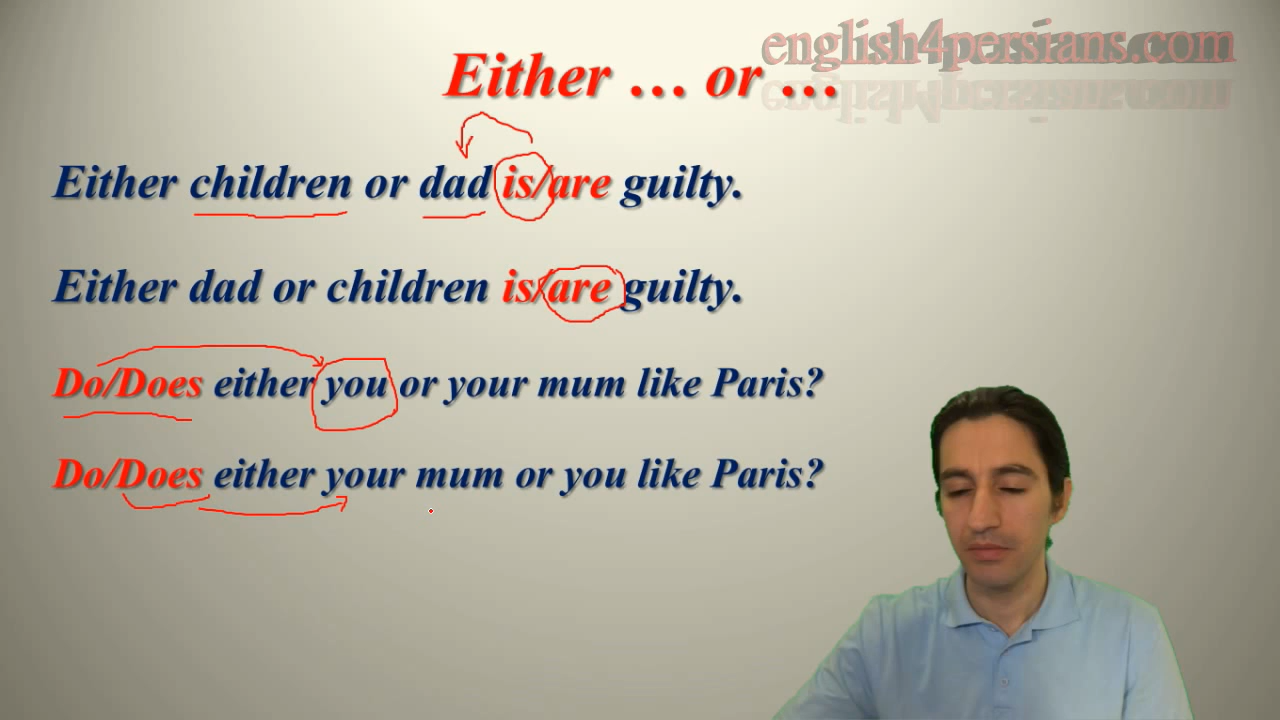 english4persians.com
Either ... or ...
Either children or dad is/are guilty.
Either dad or children is/are guilty.
Do/Does either you or your mum like Paris?
Do/Does either your mum or you like Paris?